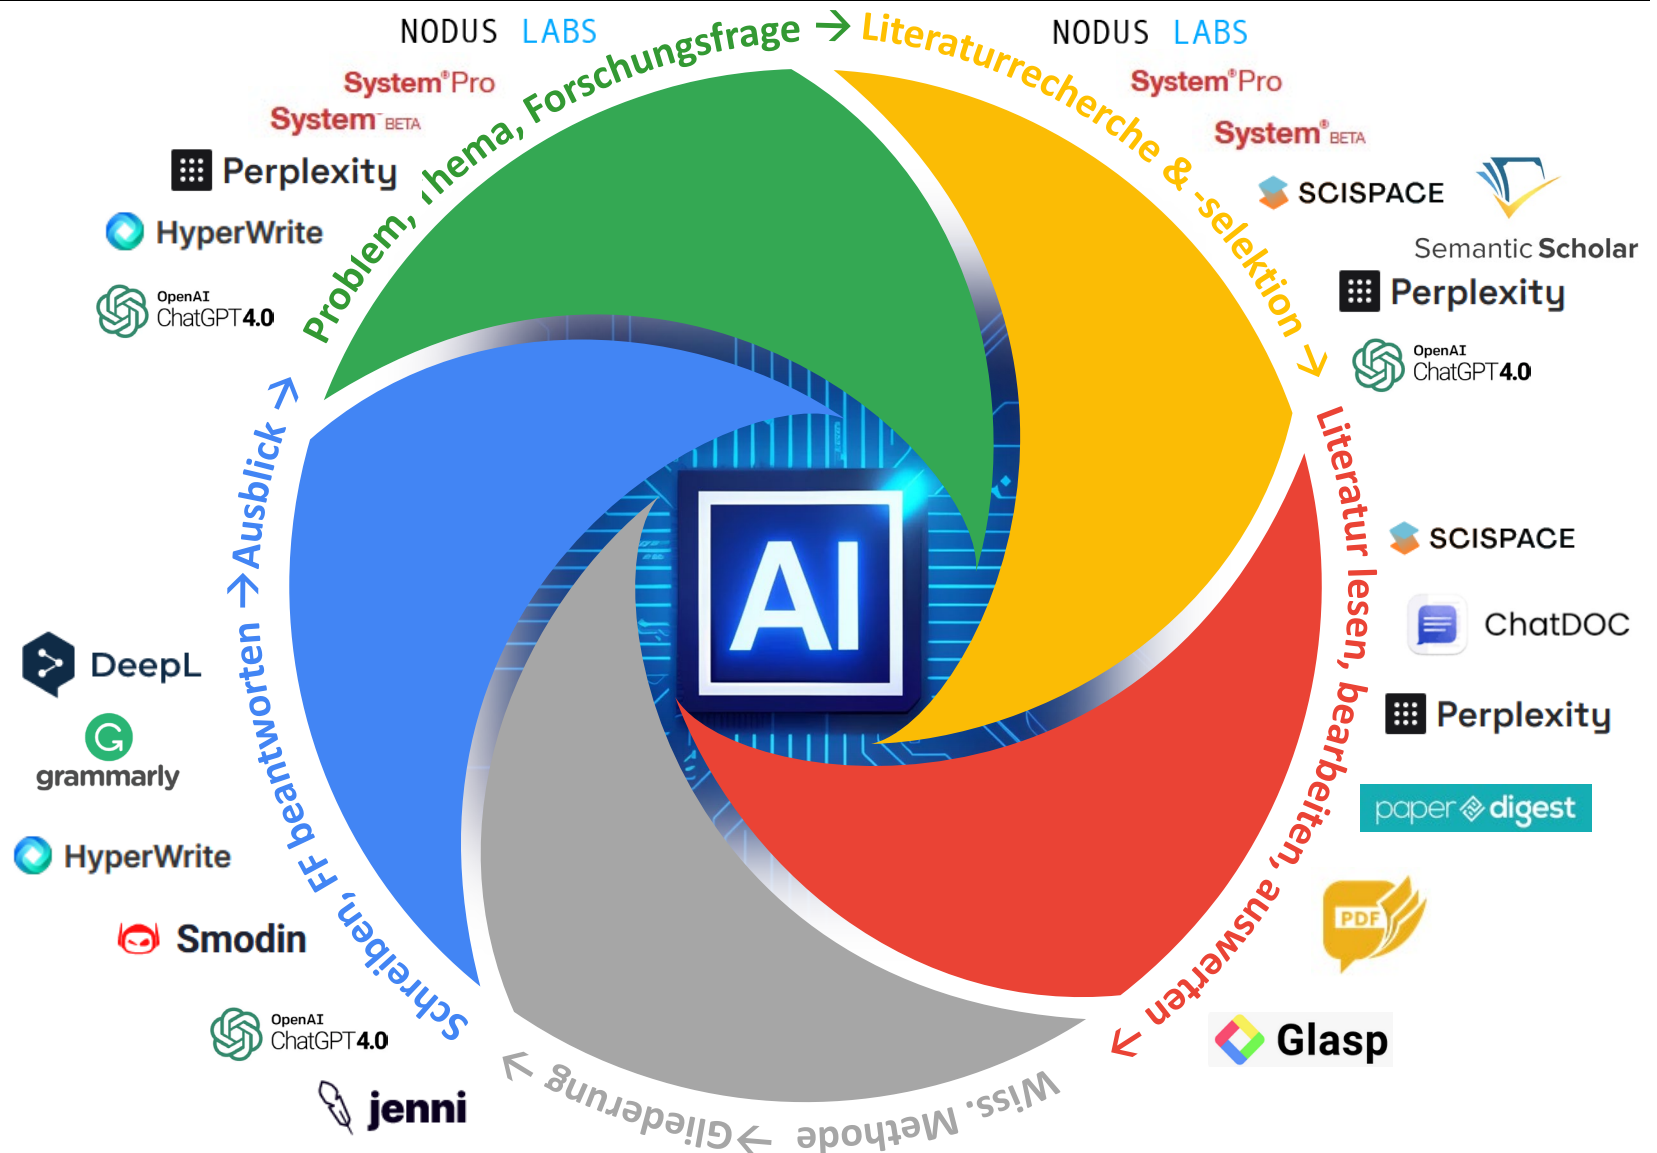 NODUS LABS
System®Pro
System BETA
Perplexity
HyperWrite
OpenAI
ChatGPT4.0
Problem, Thema, Forschungsfrage →
Literaturrecherche & -selektion →
NODUS LABS
System®Pro
System® BETA
SCISPACE
Semantic Scholar
Perplexity
OpenAI
ChatGPT4.0
Literatur lesen, bearbeiten, auswerten →
SCISPACE
ChatDOC
Perplexity
paper digest
PDF
Glasp
Wiss. Methode → Gliederung →
Schreiben, FF beantworten → Ausblick →
DeepL
grammarly
HyperWrite
Smodin
OpenAI
ChatGPT4.0
jenni
AI